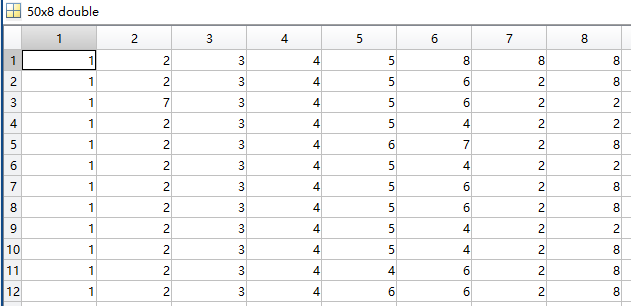 50x8 double
1 2 3 4 5 6 7 8
1 1 2 3 4 5 8 8 8
2 1 2 3 4 5 6 2 8
3 1 7 3 4 5 6 2 2
4 1 2 3 4 5 4 2 2
5 1 2 3 4 6 7 2 8
6 1 2 3 4 5 4 2 2
7 1 2 3 4 5 6 2 8
8 1 2 3 4 5 6 2 8
9 1 2 3 4 5 4 2 2
10 1 2 3 4 5 4 2 8
11 1 2 3 4 4 6 2 8
12 1 2 3 4 6 6 2 8